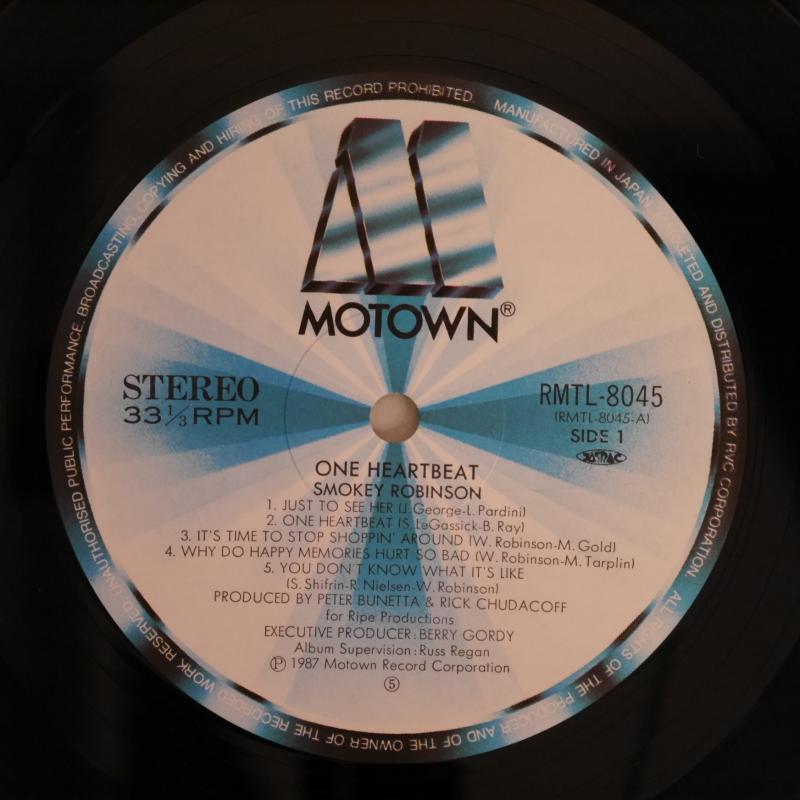 MANUFACTURED IN JAPAN, MARKETED AND DISTRIBUTED BY RVC CORPORATION. ALL RIGHTS OF THE PRODUCER AND OF THE OWNER OF THE RECORDED WORK RESERVED. UNAUTHORISED PUBLIC PERFORMANCE, BROADCASTING, COPYING AND HIRING OF THIS RECORD PROHIBITED.
MOTOWN®
STEREO
33 1/3 RPM
RMTL-8045
(RMTL-8045-A)
SIDE 1
ONE HEARTBEAT
SMOKEY ROBINSON
1. JUST TO SEE HER (J. George-L. Pardini)
2. ONE HEARTBEAT (S. LeGassick-B. Ray)
3. IT'S TIME TO STOP SHOPPIN' AROUND (W. Robinson-M. Gold)
4. WHY DO HAPPY MEMORIES HURT SO BAD (W. Robinson-M. Tarplin)
5. YOU DON'T KNOW WHAT IT'S LIKE
(S. Shifrin-R. Nielsen-W. Robinson)
PRODUCED BY PETER BUNETTA & RICK CHUDACOFF
for Ripe Productions
EXECUTIVE PRODUCER: BERRY GORDY
Album Supervision: Russ Regan
Ⓟ 1987 Motown Record Corporation
⑤